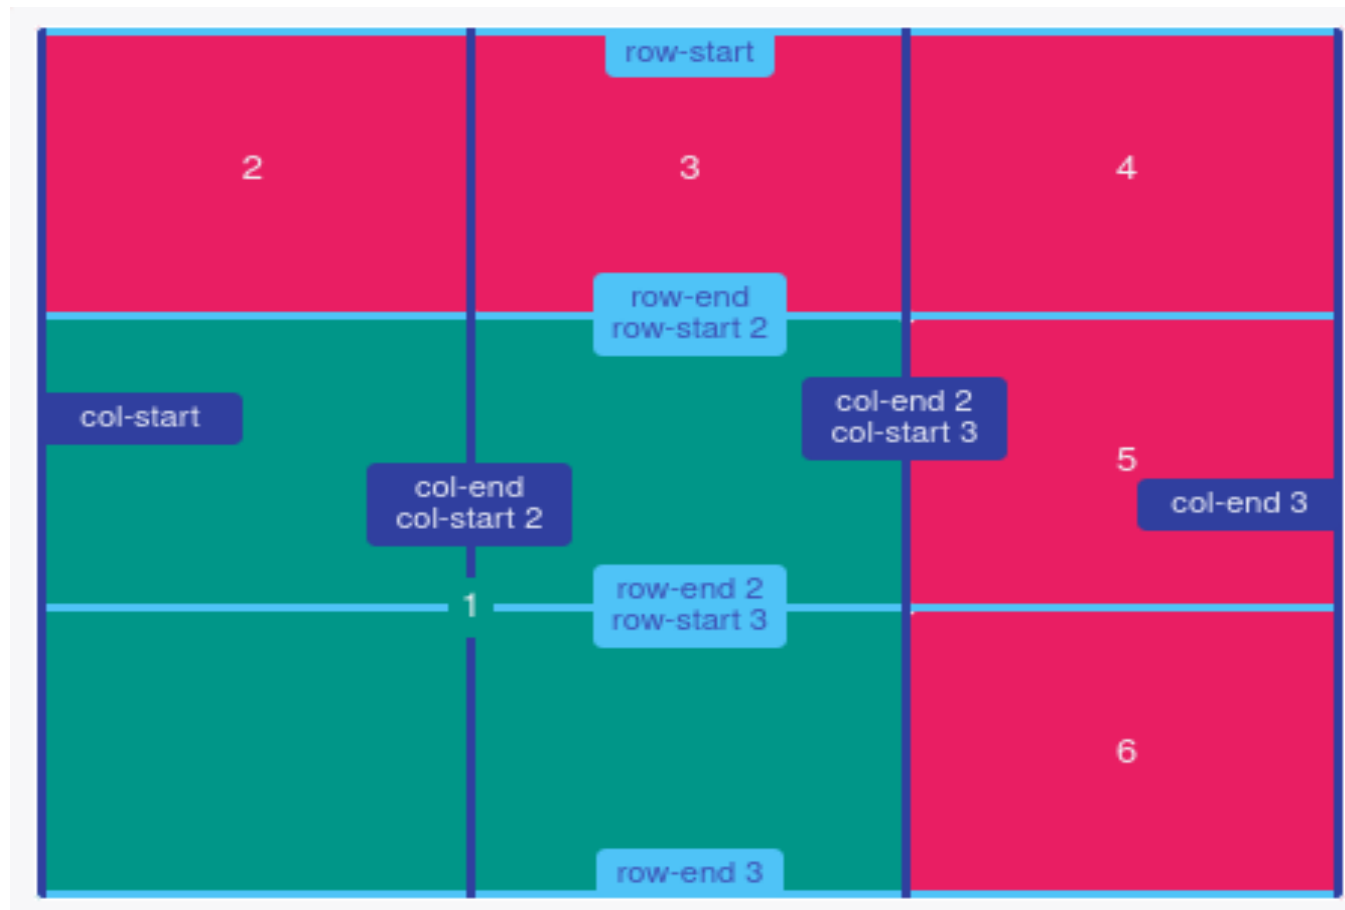 row-start
2
3
4
row-end
row-start 2
col-start
col-end 2
col-start 3
5
col-end
col-start 2
col-end 3
row-end 2
row-start 3
1
6
row-end 3